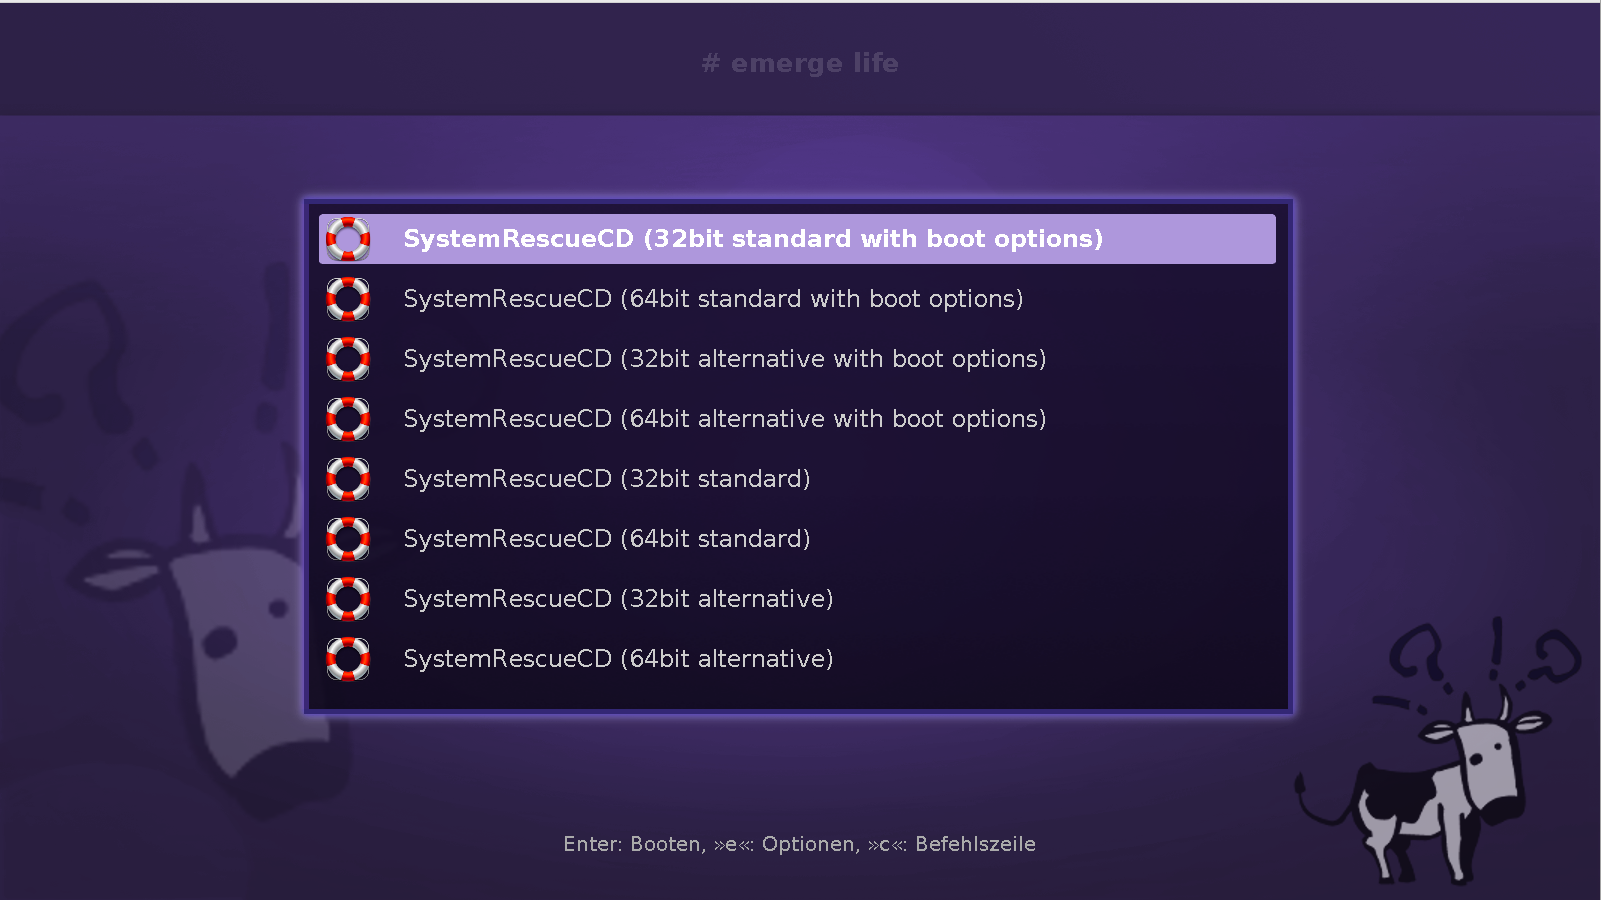 # emerge life
SystemRescueCD (32bit standard with boot options)
SystemRescueCD (64bit standard with boot options)
SystemRescueCD (32bit alternative with boot options)
SystemRescueCD (64bit alternative with boot options)
SystemRescueCD (32bit standard)
SystemRescueCD (64bit standard)
SystemRescueCD (32bit alternative)
SystemRescueCD (64bit alternative)
Enter: Booten, »e«: Optionen, »c«: Befehlszeile